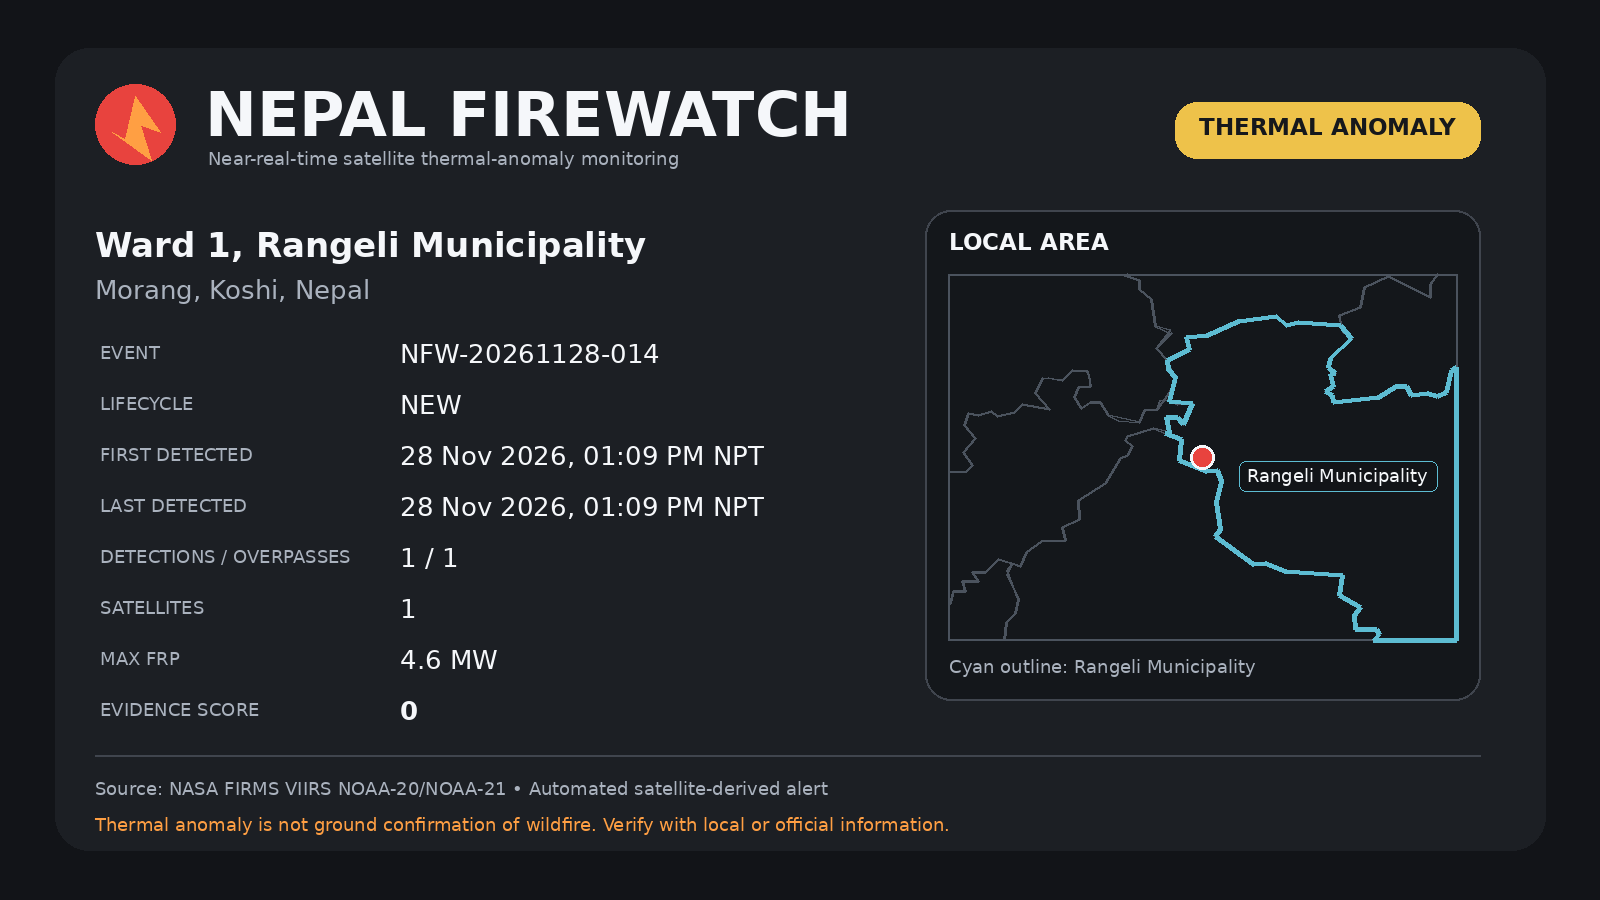 NEPAL FIREWATCH
Near-real-time satellite thermal-anomaly monitoring
THERMAL ANOMALY
Ward 1, Rangeli Municipality
Morang, Koshi, Nepal
EVENT NFW-20261128-014
LIFECYCLE NEW
FIRST DETECTED 28 Nov 2026, 01:09 PM NPT
LAST DETECTED 28 Nov 2026, 01:09 PM NPT
DETECTIONS / OVERPASSES 1 / 1
SATELLITES 1
MAX FRP 4.6 MW
EVIDENCE SCORE 0
LOCAL AREA
Rangeli Municipality
Cyan outline: Rangeli Municipality
Source: NASA FIRMS VIIRS NOAA-20/NOAA-21 • Automated satellite-derived alert
Thermal anomaly is not ground confirmation of wildfire. Verify with local or official information.